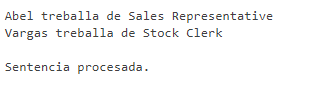 Abel treballa de Sales Representative
Vargas treballa de Stock Clerk
Sentencia procesada.